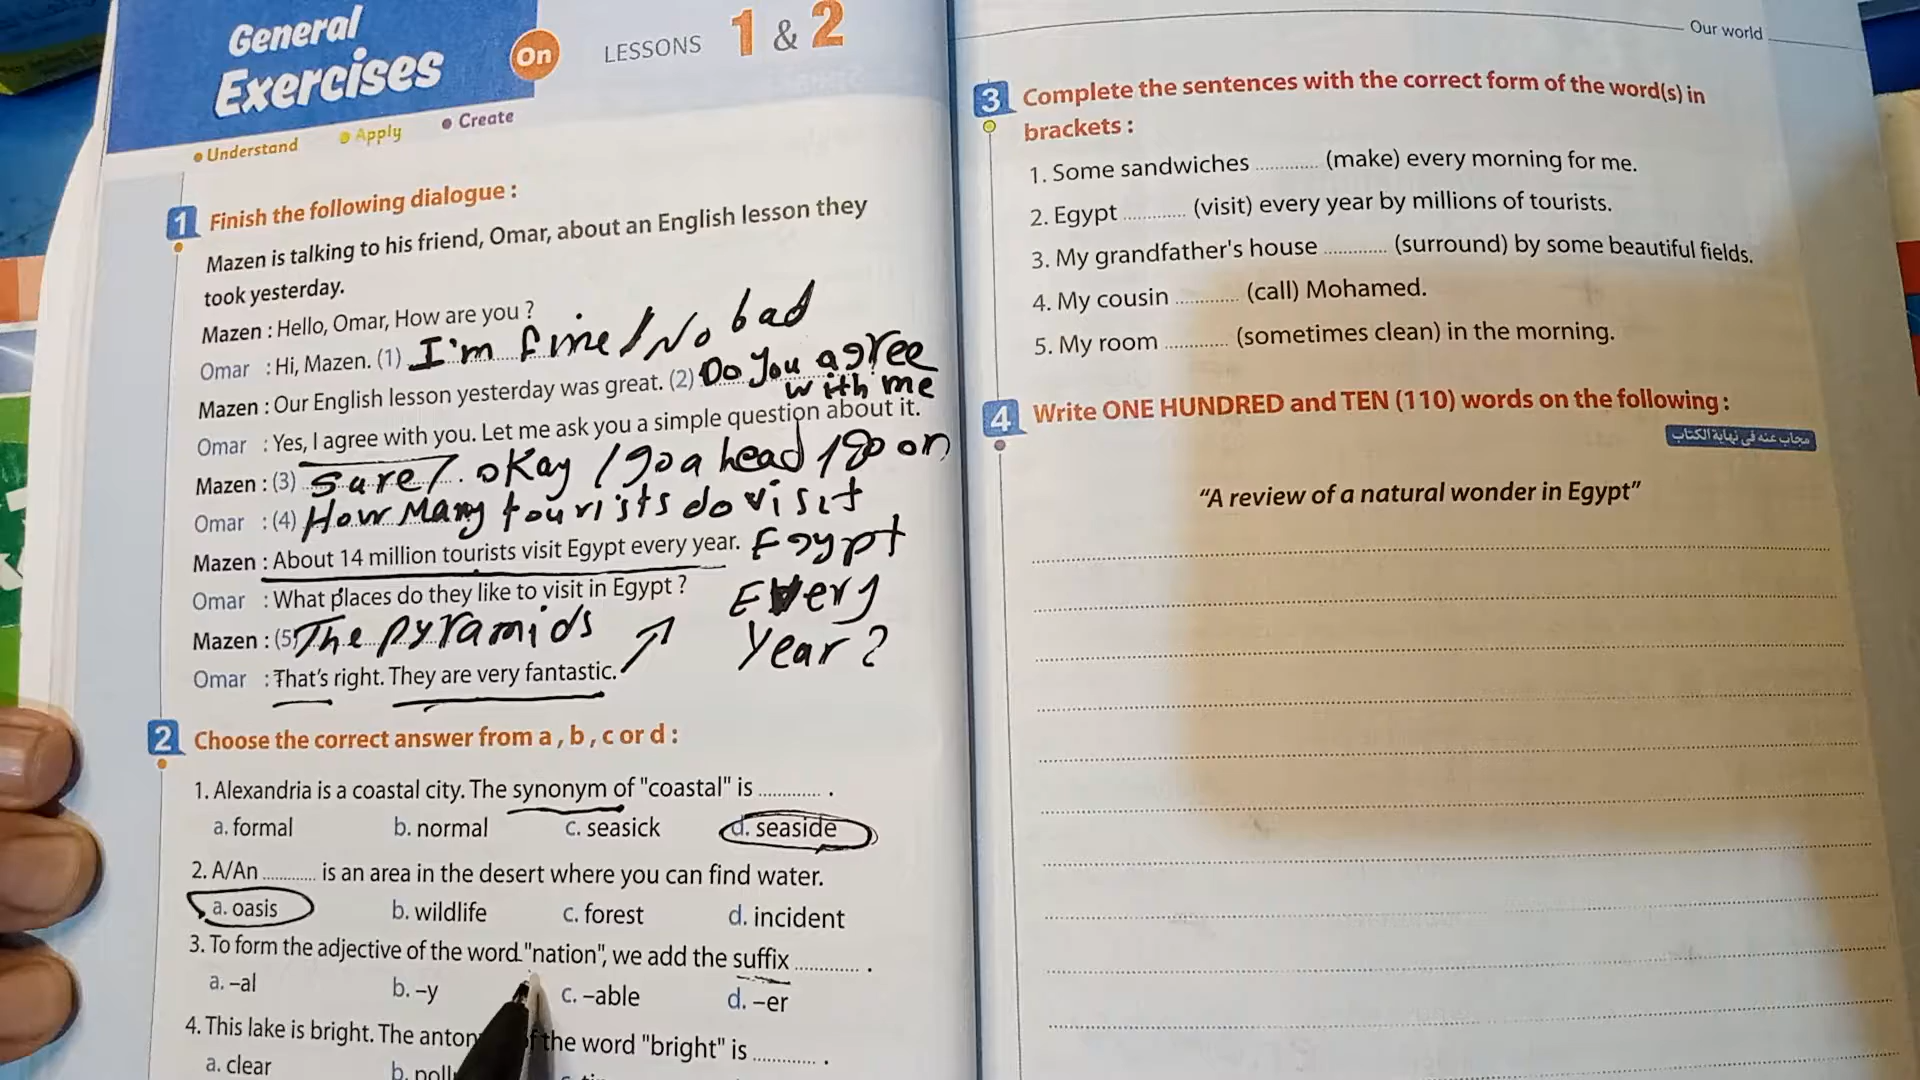 General
Exercises
On
LESSONS 1 & 2
Understand Apply Create
1 Finish the following dialogue :
Mazen is talking to his friend, Omar, about an English lesson they
took yesterday.
Mazen : Hello, Omar, How are you ?
Omar : Hi, Mazen. (1) I'm fine / No bad
Mazen : Our English lesson yesterday was great. (2) Do you agree
with me
Omar : Yes, I agree with you. Let me ask you a simple question about it.
Mazen : (3) Sure / okay / go a head / go on
Omar : (4) How Many tourists do visit
Mazen : About 14 million tourists visit Egypt every year. Egypt
Omar : What places do they like to visit in Egypt ? Every
Mazen : (5) The pyramids Year ?
Omar : That's right. They are very fantastic.
2 Choose the correct answer from a , b , c or d :
1. Alexandria is a coastal city. The synonym of "coastal" is ............. .
a. formal b. normal c. seasick d. seaside
2. A/An ............ is an area in the desert where you can find water.
a. oasis b. wildlife c. forest d. incident
3. To form the adjective of the word "nation", we add the suffix ............. .
a. –al b. –y c. –able d. –er
4. This lake is bright. The the word "bright" is ............. .
a. clear b.
Our world
3 Complete the sentences with the correct form of the word(s) in
brackets :
1. Some sandwiches ............. (make) every morning for me.
2. Egypt ............. (visit) every year by millions of tourists.
3. My grandfather's house ............. (surround) by some beautiful fields.
4. My cousin ............. (call) Mohamed.
5. My room ............. (sometimes clean) in the morning.
4 Write ONE HUNDRED and TEN (110) words on the following :
مجاب عنه في نهاية الكتاب
“A review of a natural wonder in Egypt”